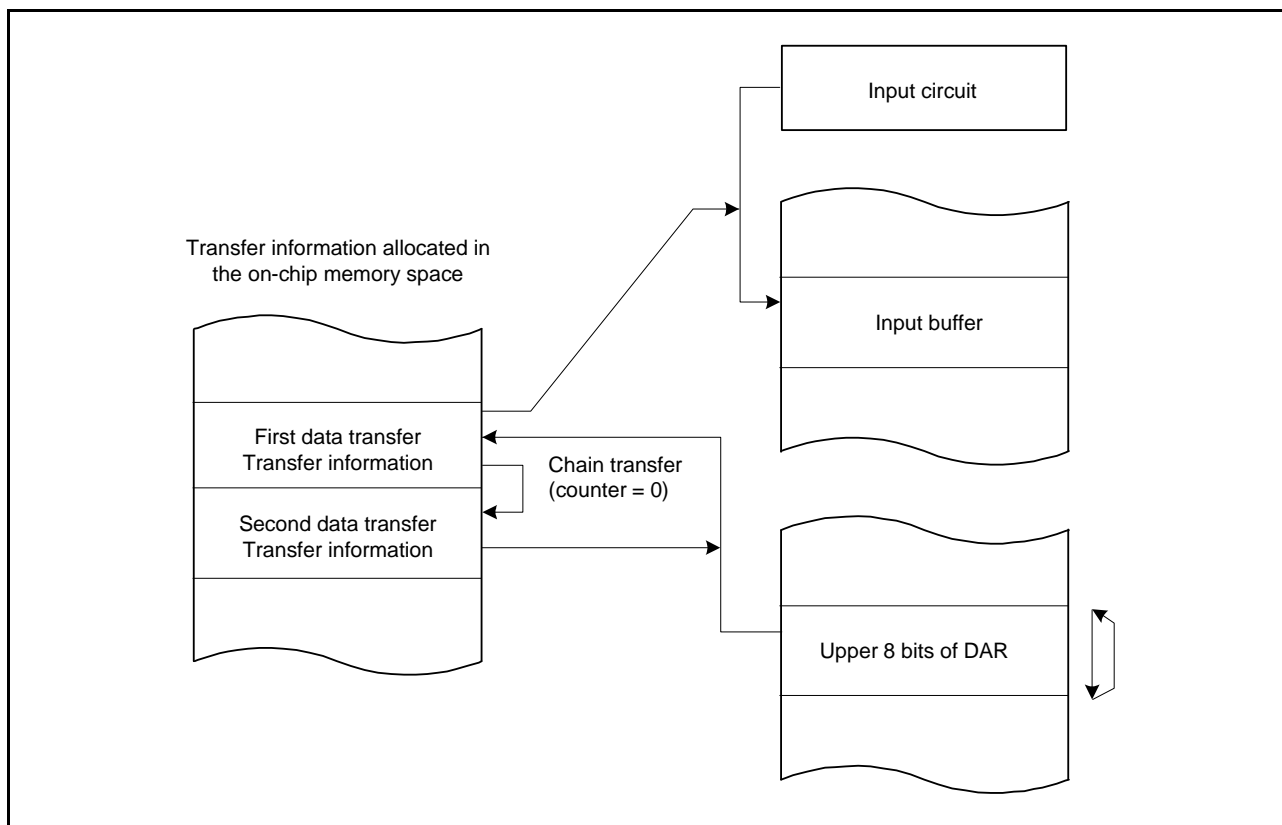 Input circuit
Transfer information allocated in
the on-chip memory space
Input buffer
First data transfer
Transfer information
Chain transfer
(counter = 0)
Second data transfer
Transfer information
Upper 8 bits of DAR